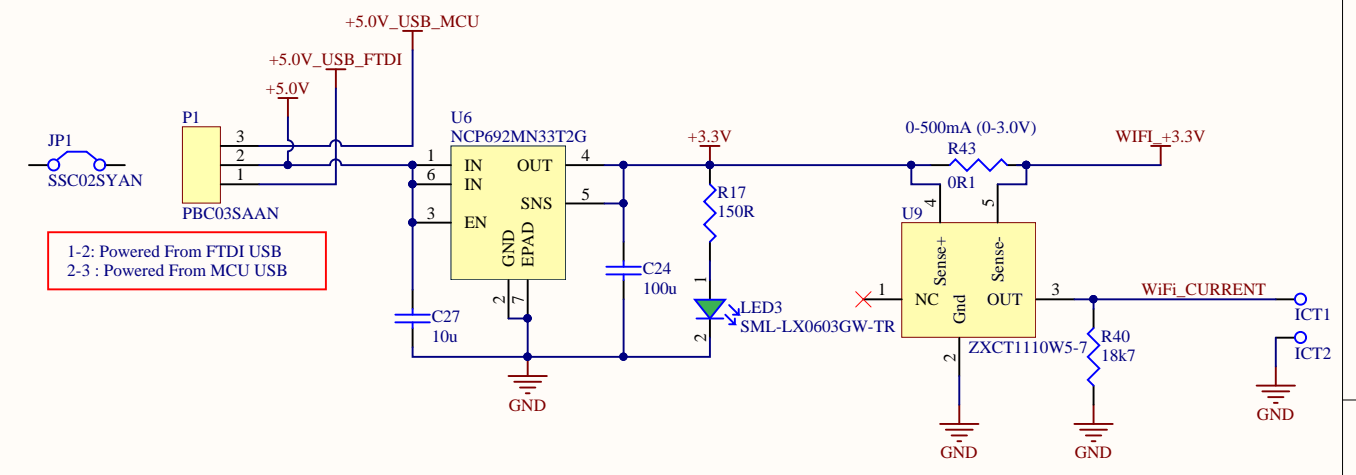 +5.0V_USB_MCU
+5.0V_USB_FTDI
+5.0V
JP1
SSC02SYAN
P1
3
2
1
PBC03SAAN
1-2: Powered From FTDI USB
2-3 : Powered From MCU USB
U6
NCP692MN33T2G
1
IN
6
IN
3
EN
OUT
4
SNS
5
GND
EPAD
2
7
C27
10u
GND
C24
100u
+3.3V
R17
150R
1
LED3
SML-LX0603GW-TR
2
0-500mA (0-3.0V)
R43
0R1
WIFI_+3.3V
U9
4
5
Sense+
Sense-
1
NC
Gnd
OUT
3
2
ZXCT1110W5-7
GND
WiFi_CURRENT
R40
18k7
GND
ICT1
ICT2
GND